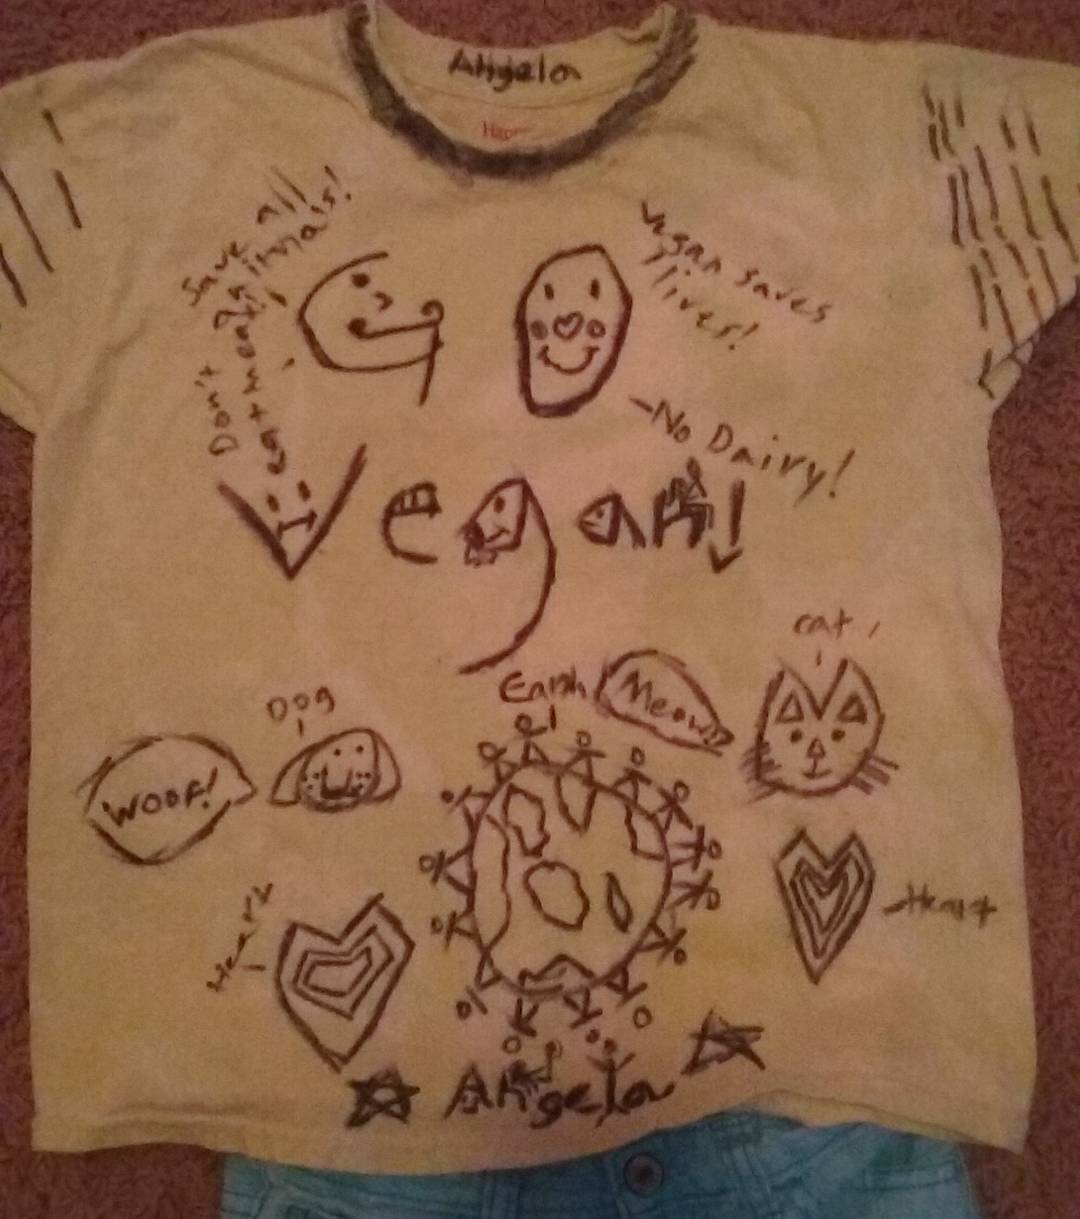 Angela
Save all
animals!
Don't
eat meat!
Vegan saves
lives!
GO
-No Dairy!
Vegan!
cat
Dog
Earth
Meow!
WOOF!
Heart
Heart
Angela